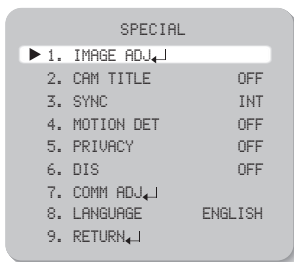 SPECIAL
▶ 1. IMAGE ADJ↵
2. CAM TITLE OFF
3. SYNC INT
4. MOTION DET OFF
5. PRIVACY OFF
6. DIS OFF
7. COMM ADJ↵
8. LANGUAGE ENGLISH
9. RETURN↵